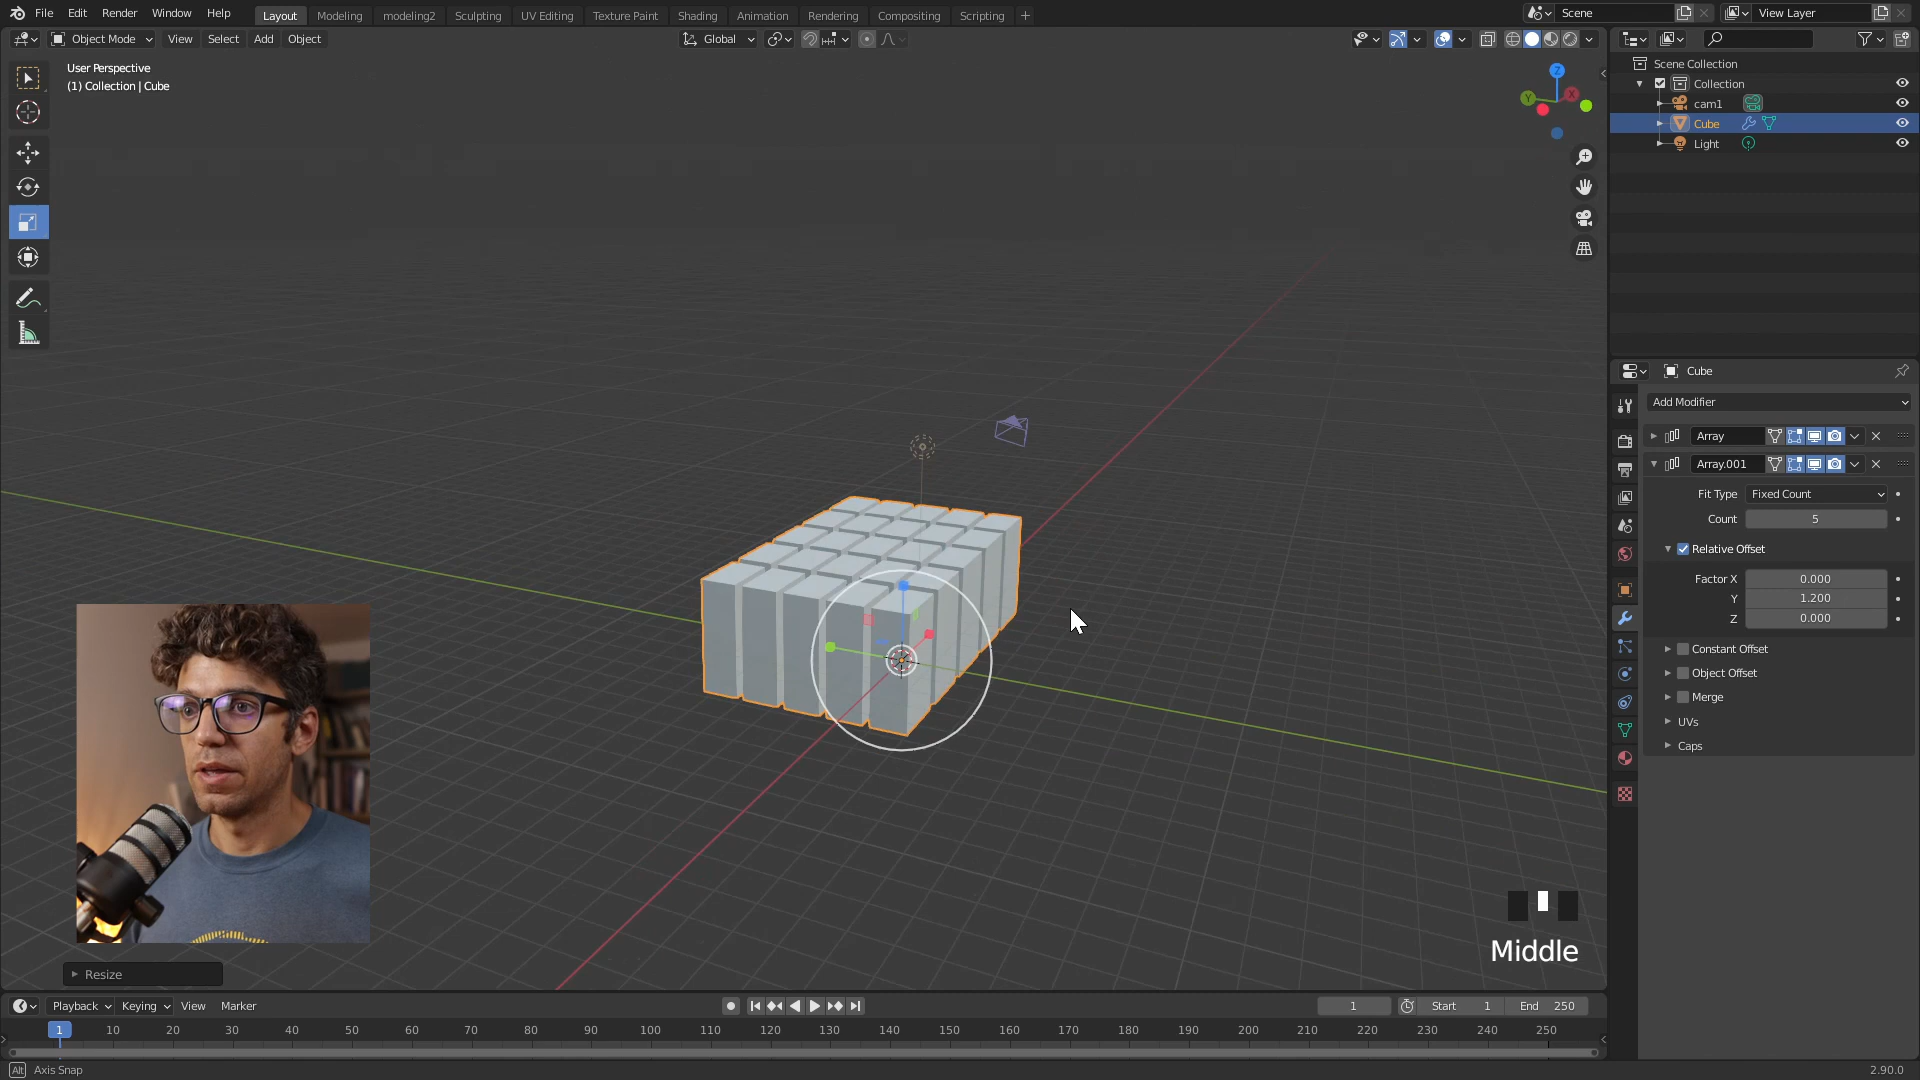 File Edit Render Window Help Layout Modeling modeling2 Sculpting UV Editing Texture Paint Shading Animation Rendering Compositing Scripting + Scene View Layer
Object Mode View Select Add Object Global
User Perspective
(1) Collection | Cube
Z
Y
X
Scene Collection
Collection
cam1
Cube
Light
Cube
Add Modifier
Array
Array.001
Fit Type Fixed Count
Count 5
Relative Offset
Factor X 0.000
Y 1.200
Z 0.000
Constant Offset
Object Offset
Merge
UVs
Caps
Middle
Resize
Playback Keying View Marker 1 Start 1 End 250
1 10 20 30 40 50 60 70 80 90 100 110 120 130 140 150 160 170 180 190 200 210 220 230 240 250
Alt Axis Snap 2.90.0